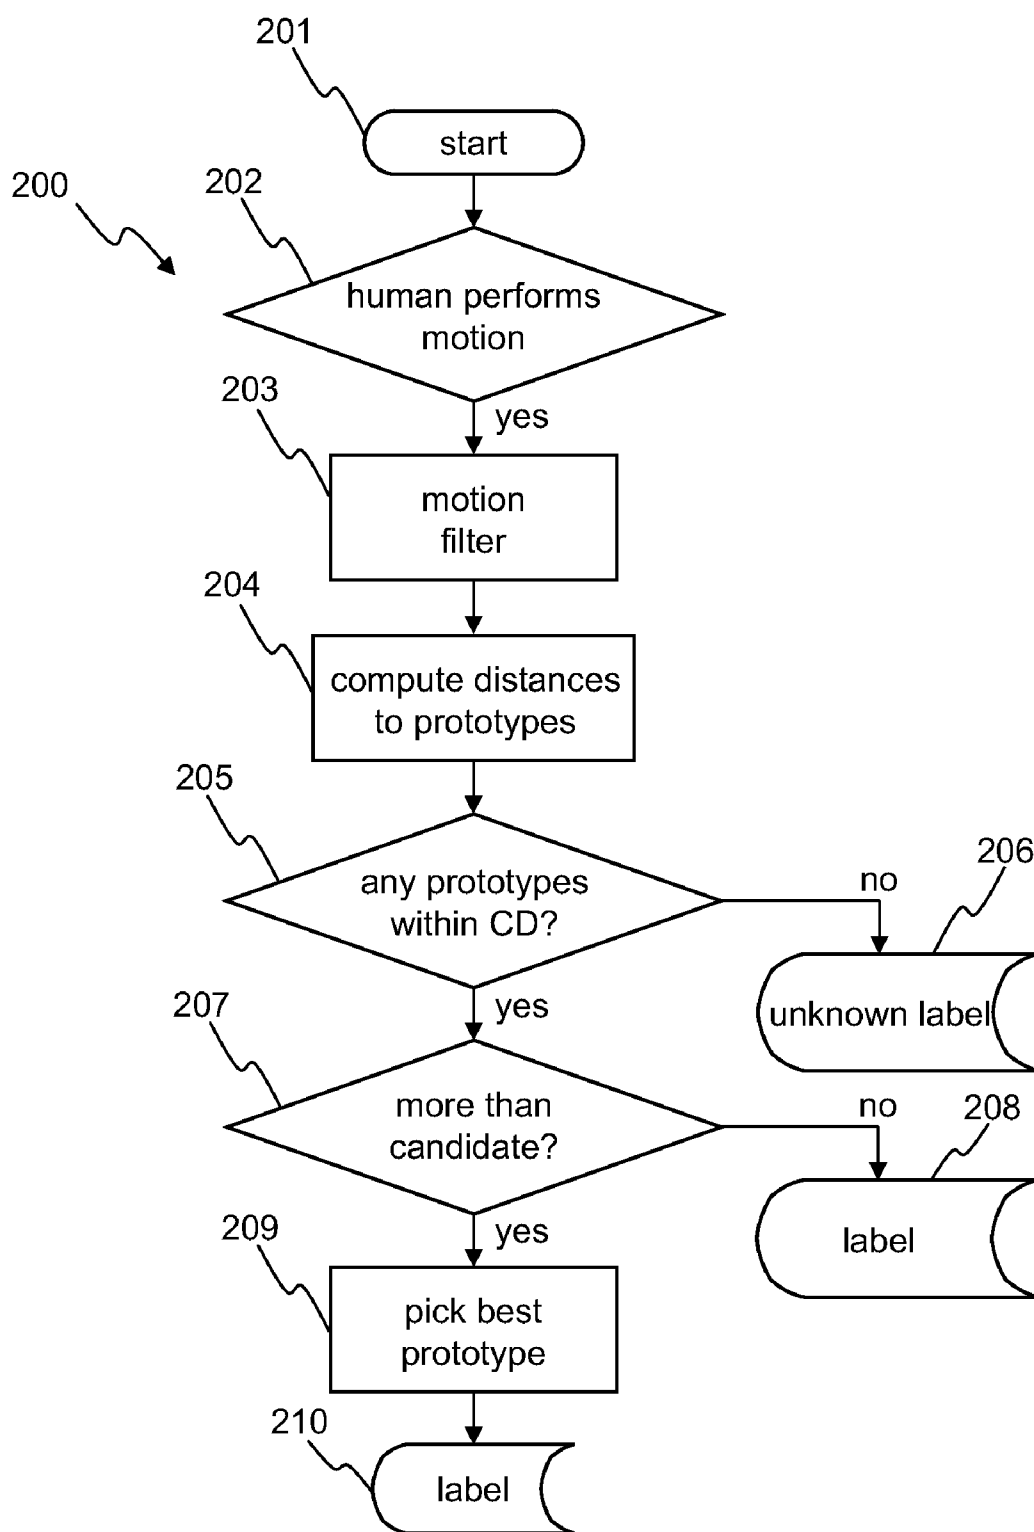 201
start
202
200
human performs
motion
203
yes
motion
filter
204
compute distances
to prototypes
205
any prototypes
within CD?
no
206
unknown label
207
yes
more than
candidate?
no
208
label
209
yes
pick best
prototype
210
label